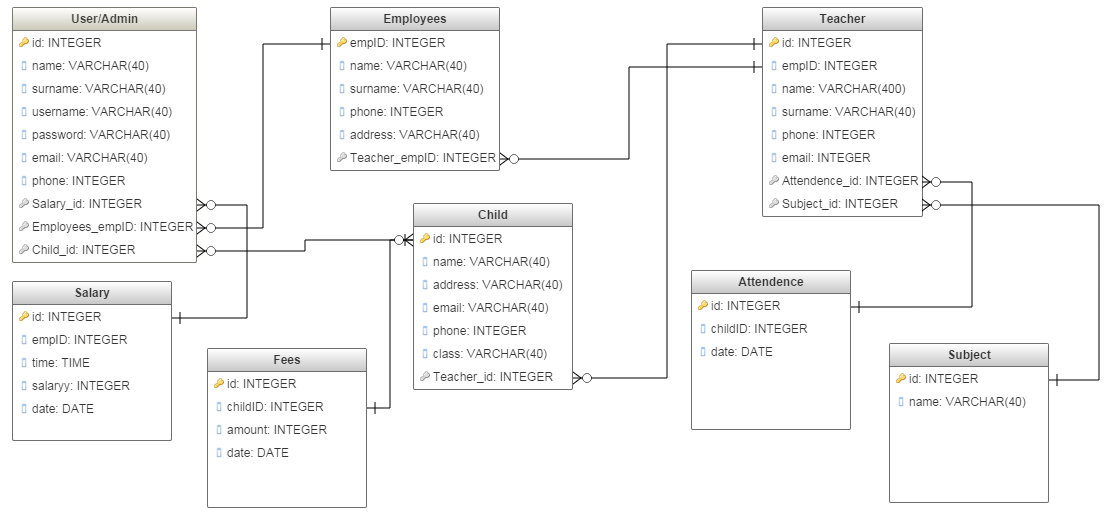 User/Admin
id: INTEGER
name: VARCHAR(40)
surname: VARCHAR(40)
username: VARCHAR(40)
password: VARCHAR(40)
email: VARCHAR(40)
phone: INTEGER
Salary_id: INTEGER
Employees_empID: INTEGER
Child_id: INTEGER
Employees
empID: INTEGER
name: VARCHAR(40)
surname: VARCHAR(40)
phone: INTEGER
address: VARCHAR(40)
Teacher_empID: INTEGER
Teacher
id: INTEGER
empID: INTEGER
name: VARCHAR(400)
surname: VARCHAR(40)
phone: INTEGER
email: INTEGER
Attendence_id: INTEGER
Subject_id: INTEGER
Child
id: INTEGER
name: VARCHAR(40)
address: VARCHAR(40)
email: VARCHAR(40)
phone: INTEGER
class: VARCHAR(40)
Teacher_id: INTEGER
Salary
id: INTEGER
empID: INTEGER
time: TIME
salaryy: INTEGER
date: DATE
Fees
id: INTEGER
childID: INTEGER
amount: INTEGER
date: DATE
Attendence
id: INTEGER
childID: INTEGER
date: DATE
Subject
id: INTEGER
name: VARCHAR(40)